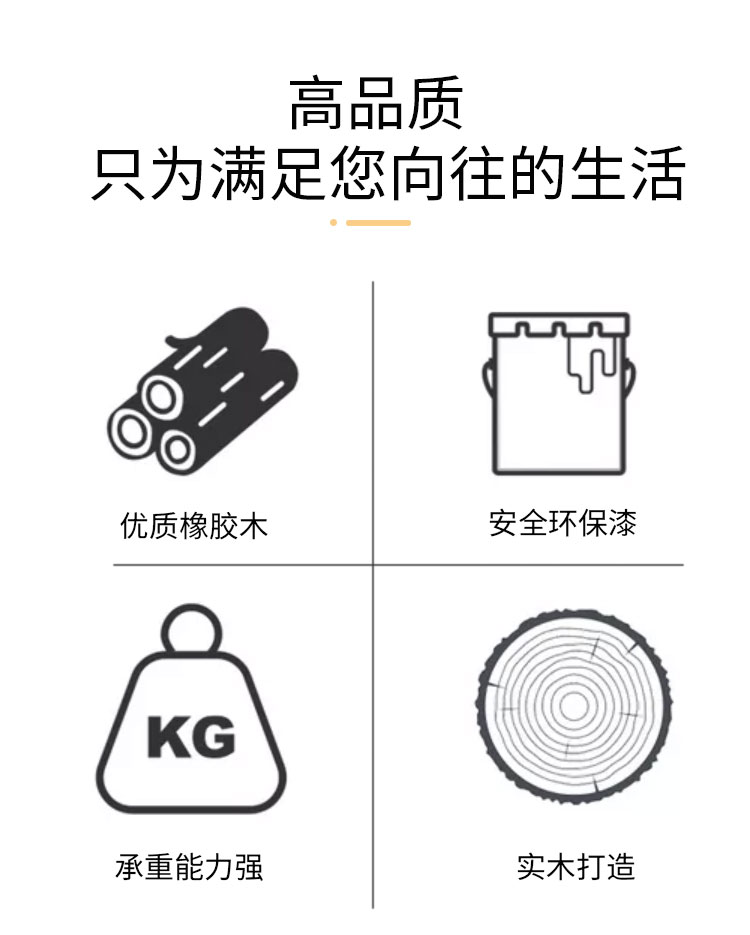 高品质
只为满足您向往的生活
优质橡胶木
安全环保漆
KG
承重能力强
实木打造